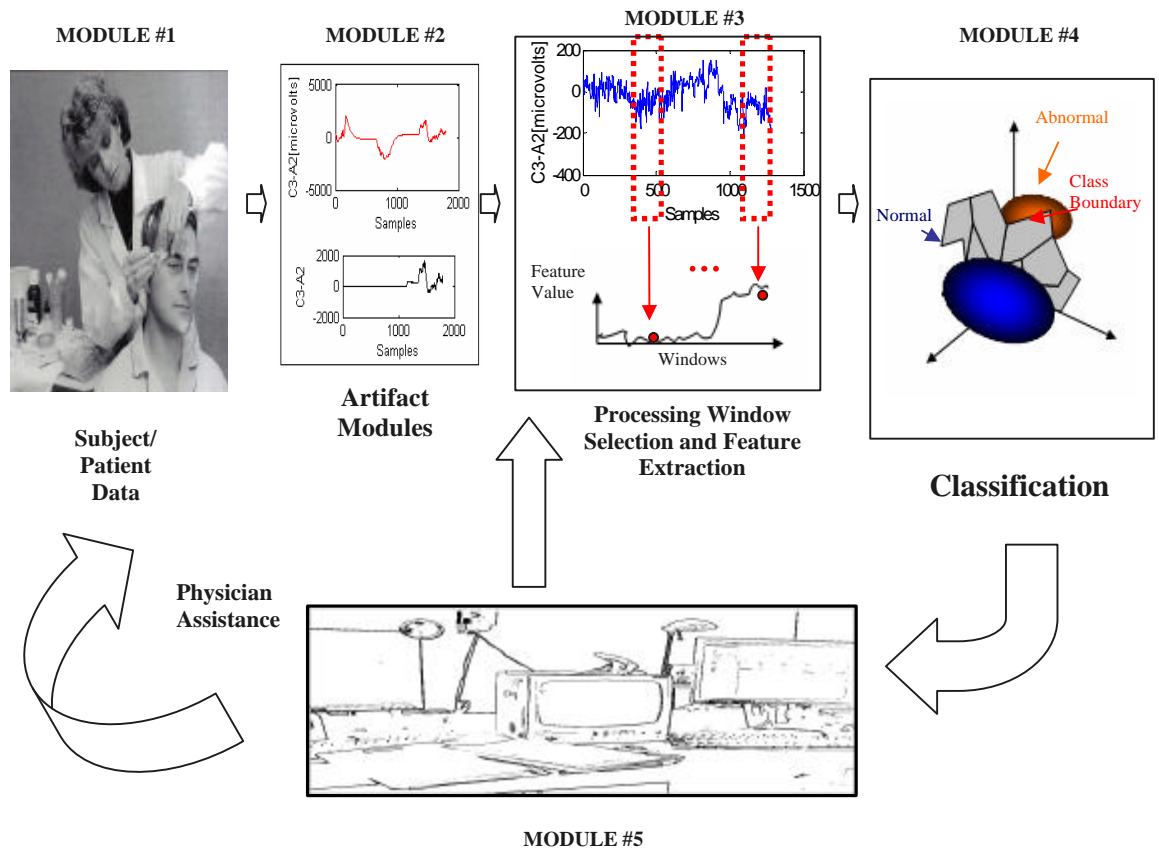 MODULE #1
MODULE #2
MODULE #3
MODULE #4
C3-A2[microvolts]
5000
0
-5000
0
1000
2000
Samples
C3-A2
2000
0
-2000
0
1000
2000
Samples
C3-A2[microvolts]
200
0
-200
-400
0
500
1000
1500
Samples
Feature
Value
Windows
Abnormal
Class
Boundary
Normal
Subject/
Patient
Data
Artifact
Modules
Processing Window
Selection and Feature
Extraction
Classification
Physician
Assistance
MODULE #5